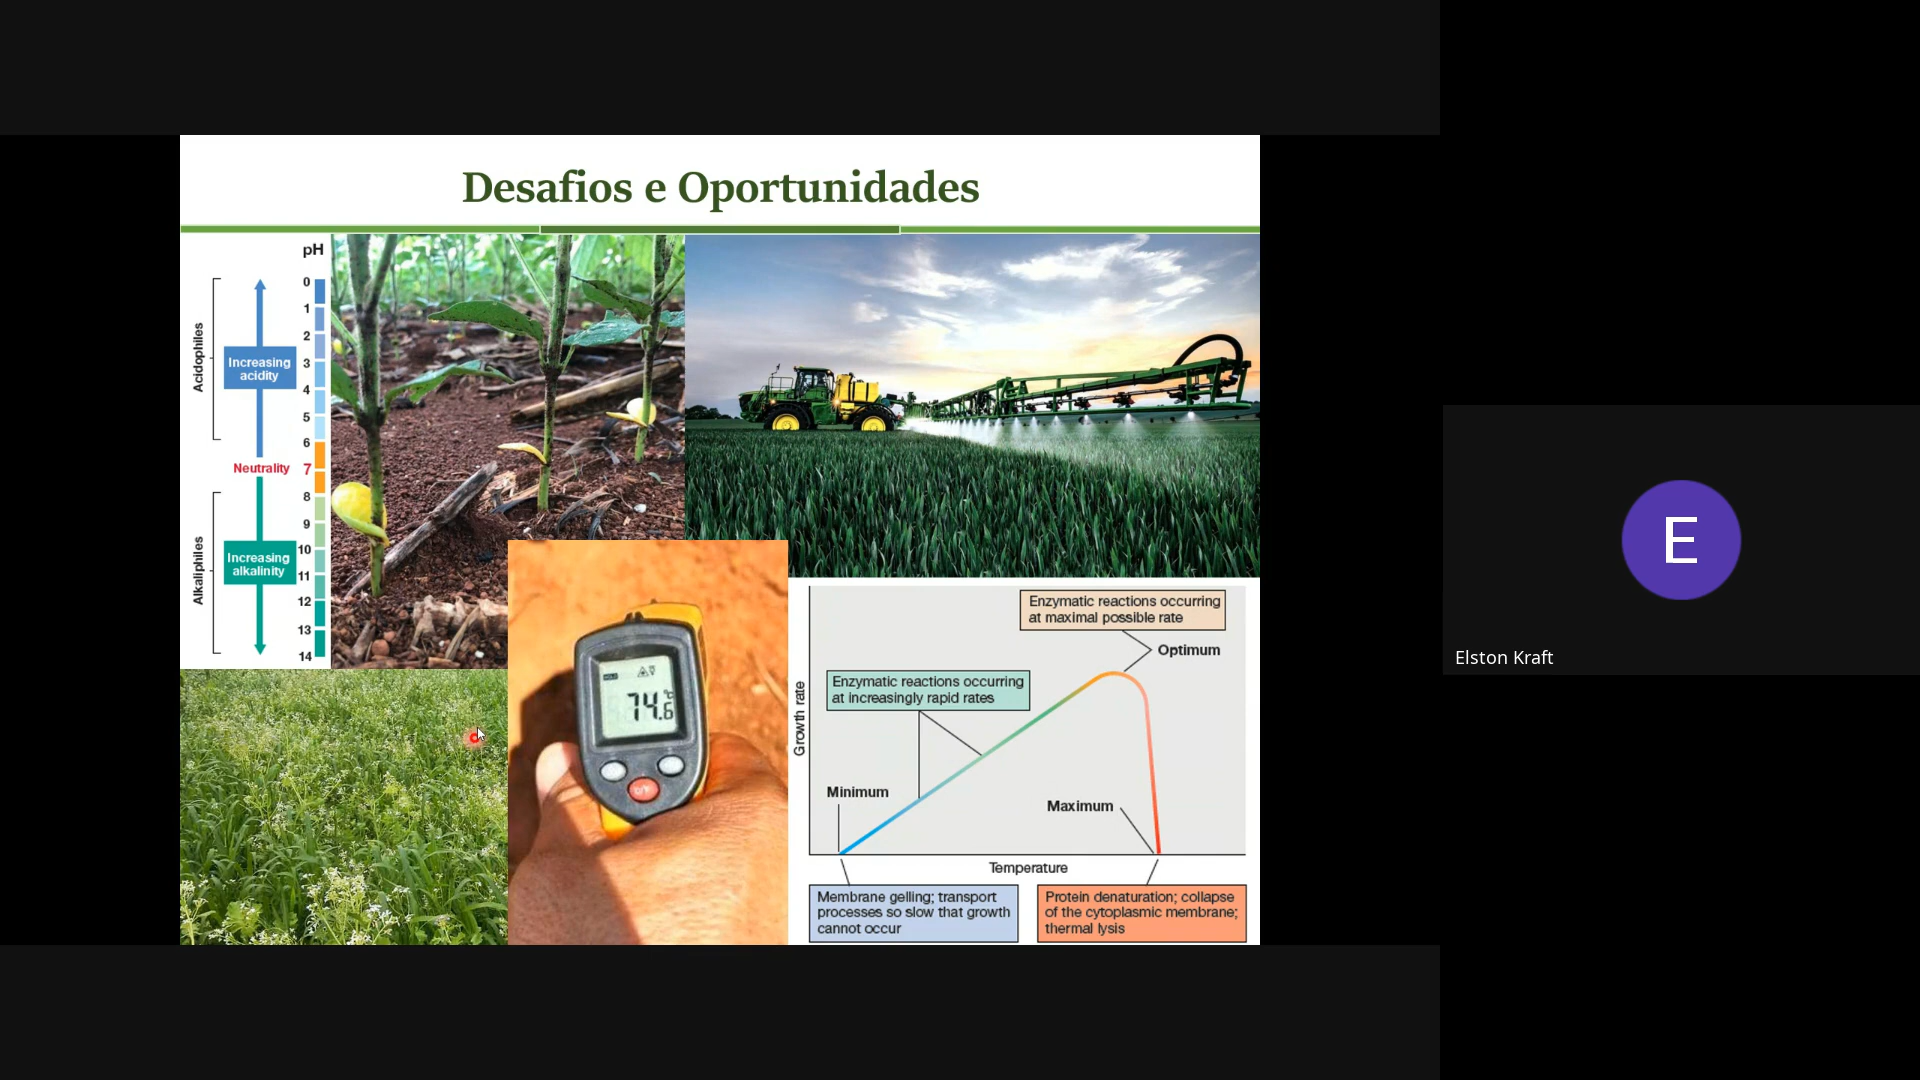 Desafios e Oportunidades
pH
0
1
2
3
4
5
6
7
8
9
10
11
12
13
14
Acidophiles
Increasing
acidity
Neutrality
Alkaliphiles
Increasing
alkalinity
74.6
°C
Enzymatic reactions occurring
at maximal possible rate
Optimum
Enzymatic reactions occurring
at increasingly rapid rates
Growth rate
Minimum
Maximum
Temperature
Membrane gelling; transport
processes so slow that growth
cannot occur
Protein denaturation; collapse
of the cytoplasmic membrane;
thermal lysis
E
Elston Kraft